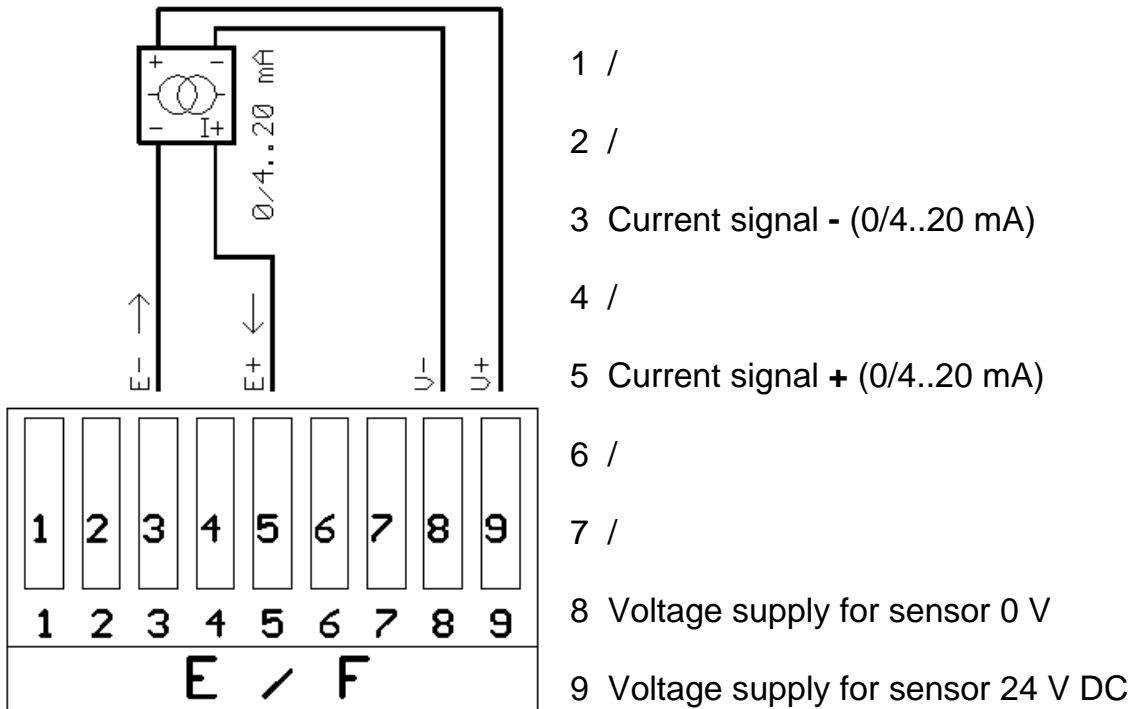 + -
- I+
0/4..20 mA
E-
E+
V-
V+
1 2 3 4 5 6 7 8 9
1 2 3 4 5 6 7 8 9
E / F
1 /
2 /
3 Current signal - (0/4..20 mA)
4 /
5 Current signal + (0/4..20 mA)
6 /
7 /
8 Voltage supply for sensor 0 V
9 Voltage supply for sensor 24 V DC